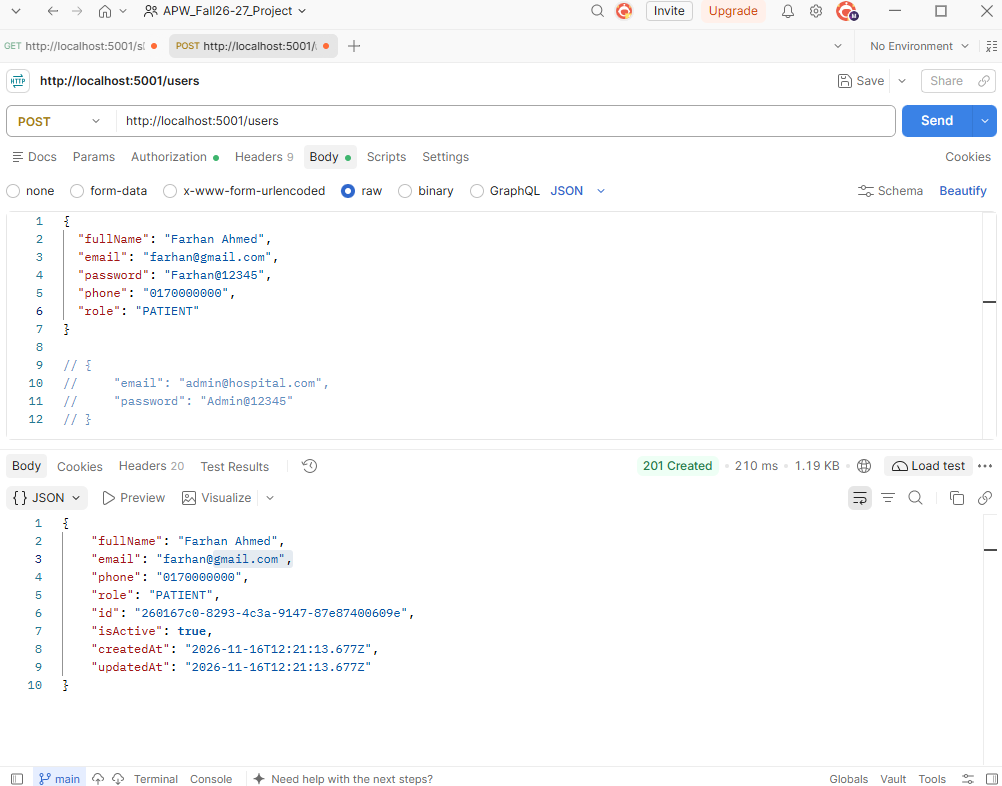 APW_Fall26-27_Project Invite Upgrade
GET http://localhost:5001/sl POST http://localhost:5001/ No Environment
HTTP http://localhost:5001/users Save Share
POST http://localhost:5001/users Send
Docs Params Authorization Headers 9 Body Scripts Settings Cookies
none form-data x-www-form-urlencoded raw binary GraphQL JSON Schema Beautify
1 {
2 "fullName": "Farhan Ahmed",
3 "email": "farhan@gmail.com",
4 "password": "Farhan@12345",
5 "phone": "0170000000",
6 "role": "PATIENT"
7 }
8
9 // {
10 // "email": "admin@hospital.com",
11 // "password": "Admin@12345"
12 // }
Body Cookies Headers 20 Test Results 201 Created 210 ms 1.19 KB Load test
{} JSON Preview Visualize
1 {
2 "fullName": "Farhan Ahmed",
3 "email": "farhan@gmail.com",
4 "phone": "0170000000",
5 "role": "PATIENT",
6 "id": "260167c0-8293-4c3a-9147-87e87400609e",
7 "isActive": true,
8 "createdAt": "2026-11-16T12:21:13.677Z",
9 "updatedAt": "2026-11-16T12:21:13.677Z"
10 }
main Terminal Console Need help with the next steps? Globals Vault Tools